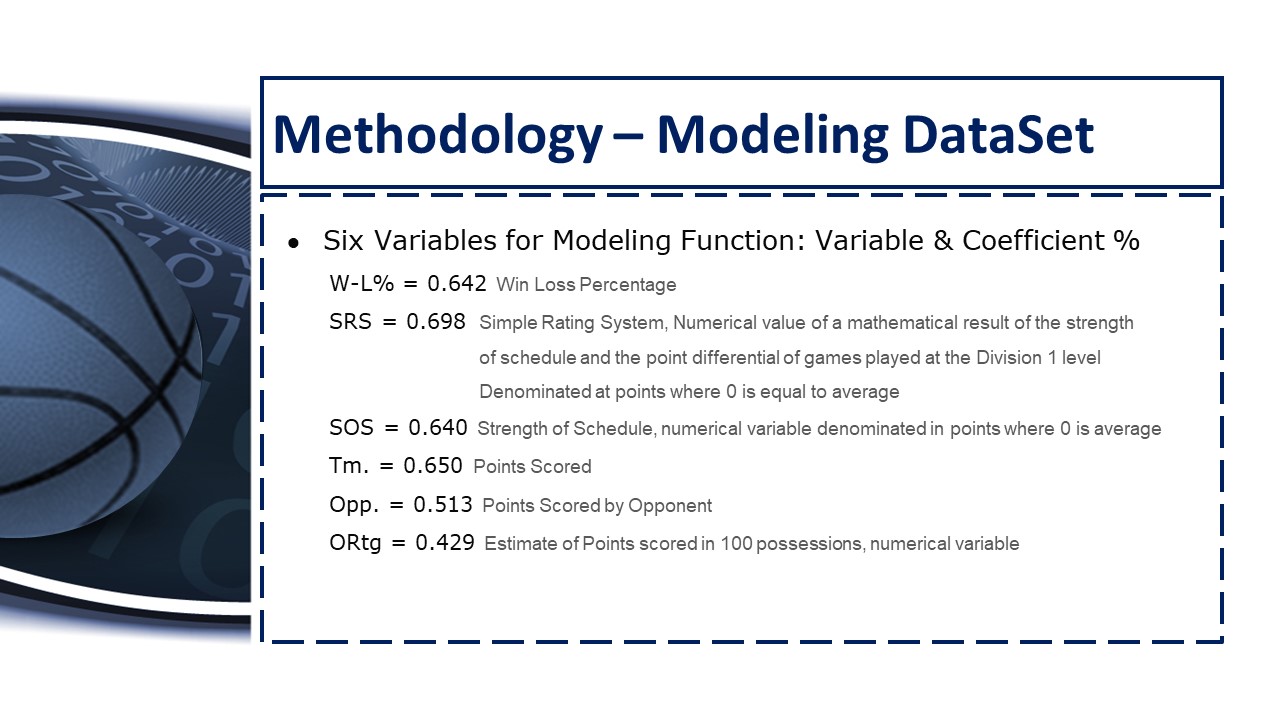 Methodology – Modeling DataSet
● Six Variables for Modeling Function: Variable & Coefficient %
W-L% = 0.642 Win Loss Percentage
SRS = 0.698 Simple Rating System, Numerical value of a mathematical result of the strength
of schedule and the point differential of games played at the Division 1 level
Denominated at points where 0 is equal to average
SOS = 0.640 Strength of Schedule, numerical variable denominated in points where 0 is average
Tm. = 0.650 Points Scored
Opp. = 0.513 Points Scored by Opponent
ORtg = 0.429 Estimate of Points scored in 100 possessions, numerical variable